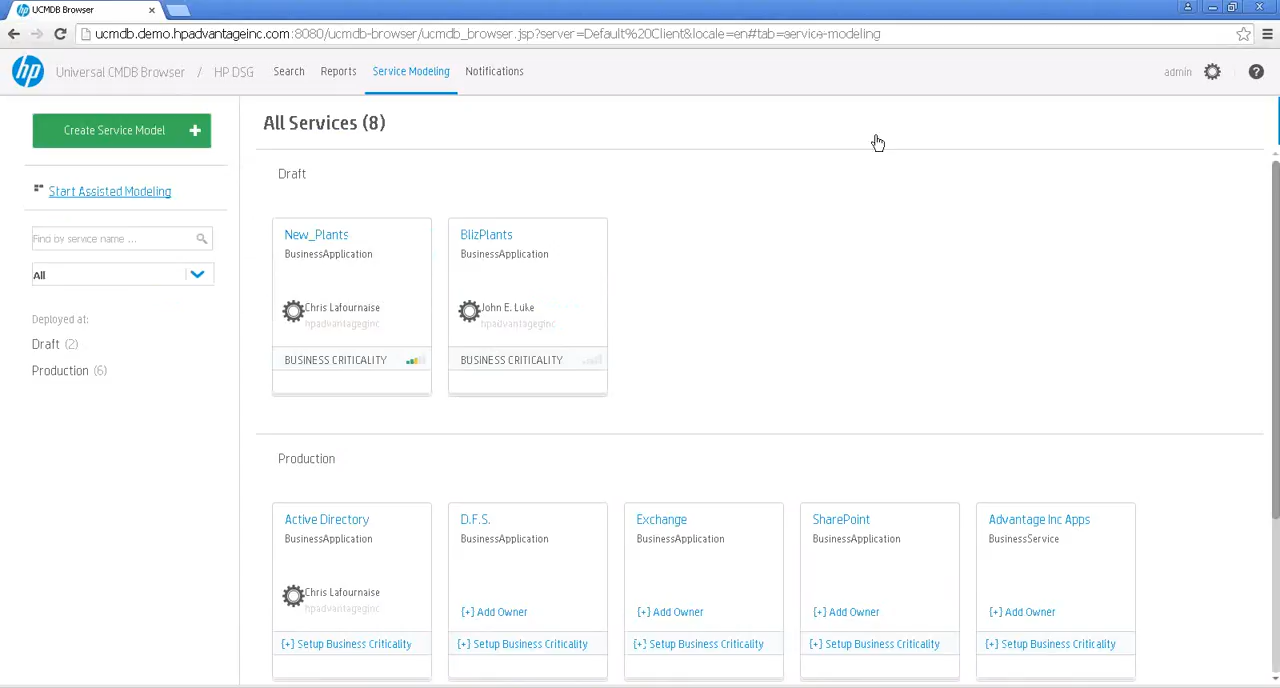 UCMDB Browser
ucmdb.demo.hpadvantageinc.com:8080/ucmdb-browser/ucmdb_browser.jsp?server=Default%20Client&locale=en#tab=service-modeling
hp Universal CMDB Browser / HP DSG Search Reports Service Modeling Notifications admin ?
Create Service Model +
Start Assisted Modeling
Find by service name ...
All
Deployed at:
Draft (2)
Production (6)
All Services (8)
Draft
New_Plants BlizPlants
BusinessApplication BusinessApplication
Chris Lafournaise John E. Luke
hpadvantageginc hpadvantageginc
BUSINESS CRITICALITY BUSINESS CRITICALITY
Production
Active Directory D.F.S. Exchange SharePoint Advantage Inc Apps
BusinessApplication BusinessApplication BusinessApplication BusinessApplication BusinessService
Chris Lafournaise
hpadvantageginc
[+] Add Owner [+] Add Owner [+] Add Owner [+] Add Owner
[+] Setup Business Criticality [+] Setup Business Criticality [+] Setup Business Criticality [+] Setup Business Criticality [+] Setup Business Criticality